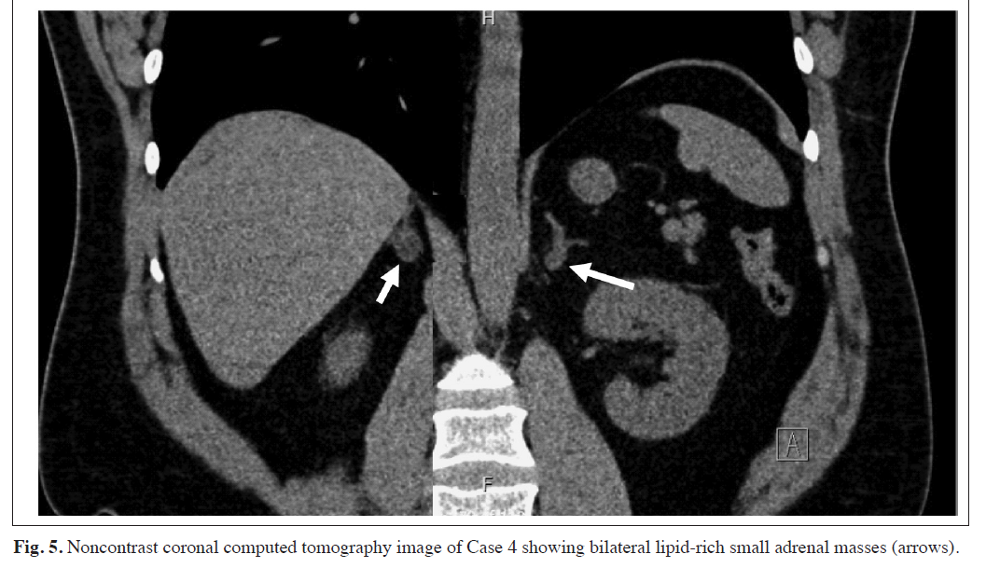 H
A
F
Fig. 5. Noncontrast coronal computed tomography image of Case 4 showing bilateral lipid-rich small adrenal masses (arrows).